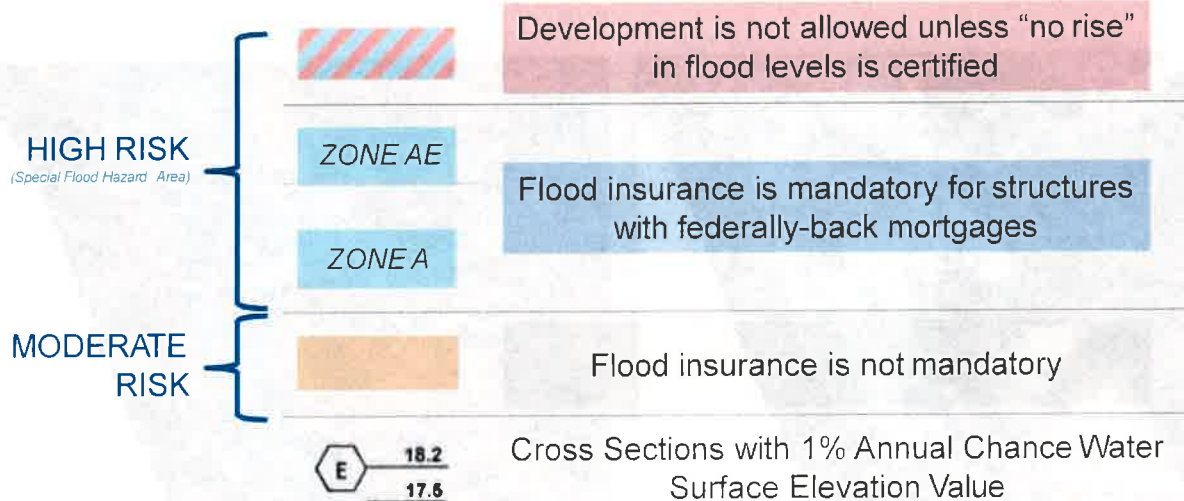 Development is not allowed unless “no rise”
in flood levels is certified
HIGH RISK
(Special Flood Hazard Area)
ZONE AE
Flood insurance is mandatory for structures
with federally-back mortgages
ZONE A
MODERATE
RISK
Flood insurance is not mandatory
E
18.2
17.5
Cross Sections with 1% Annual Chance Water
Surface Elevation Value